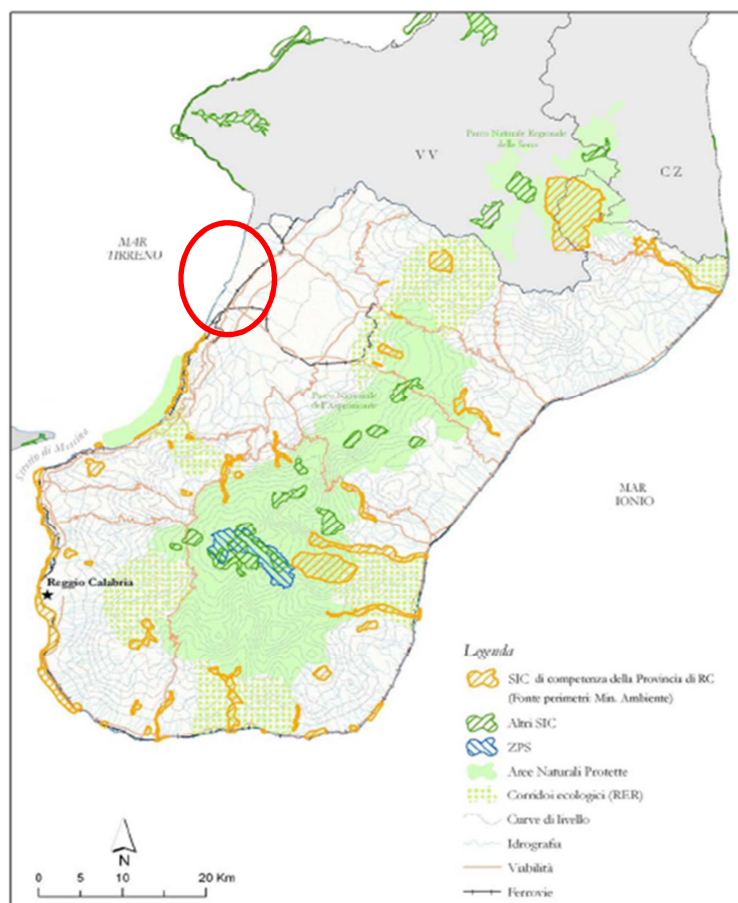 Parco Naturale Regionale
delle Serre
V V
C Z
MAR
TIRRENO
Parco Nazionale
dell'Aspromonte
Stretto di Messina
MAR
IONIO
Reggio Calabria
Legenda
SIC di competenza della Provincia di RC
(Fonte perimetri: Min. Ambiente)
Altri SIC
ZPS
Aree Naturali Protette
Corridoi ecologici (RER)
Curve di livello
Idrografia
Viabilità
Ferrovie
N
0 5 10 20 Km